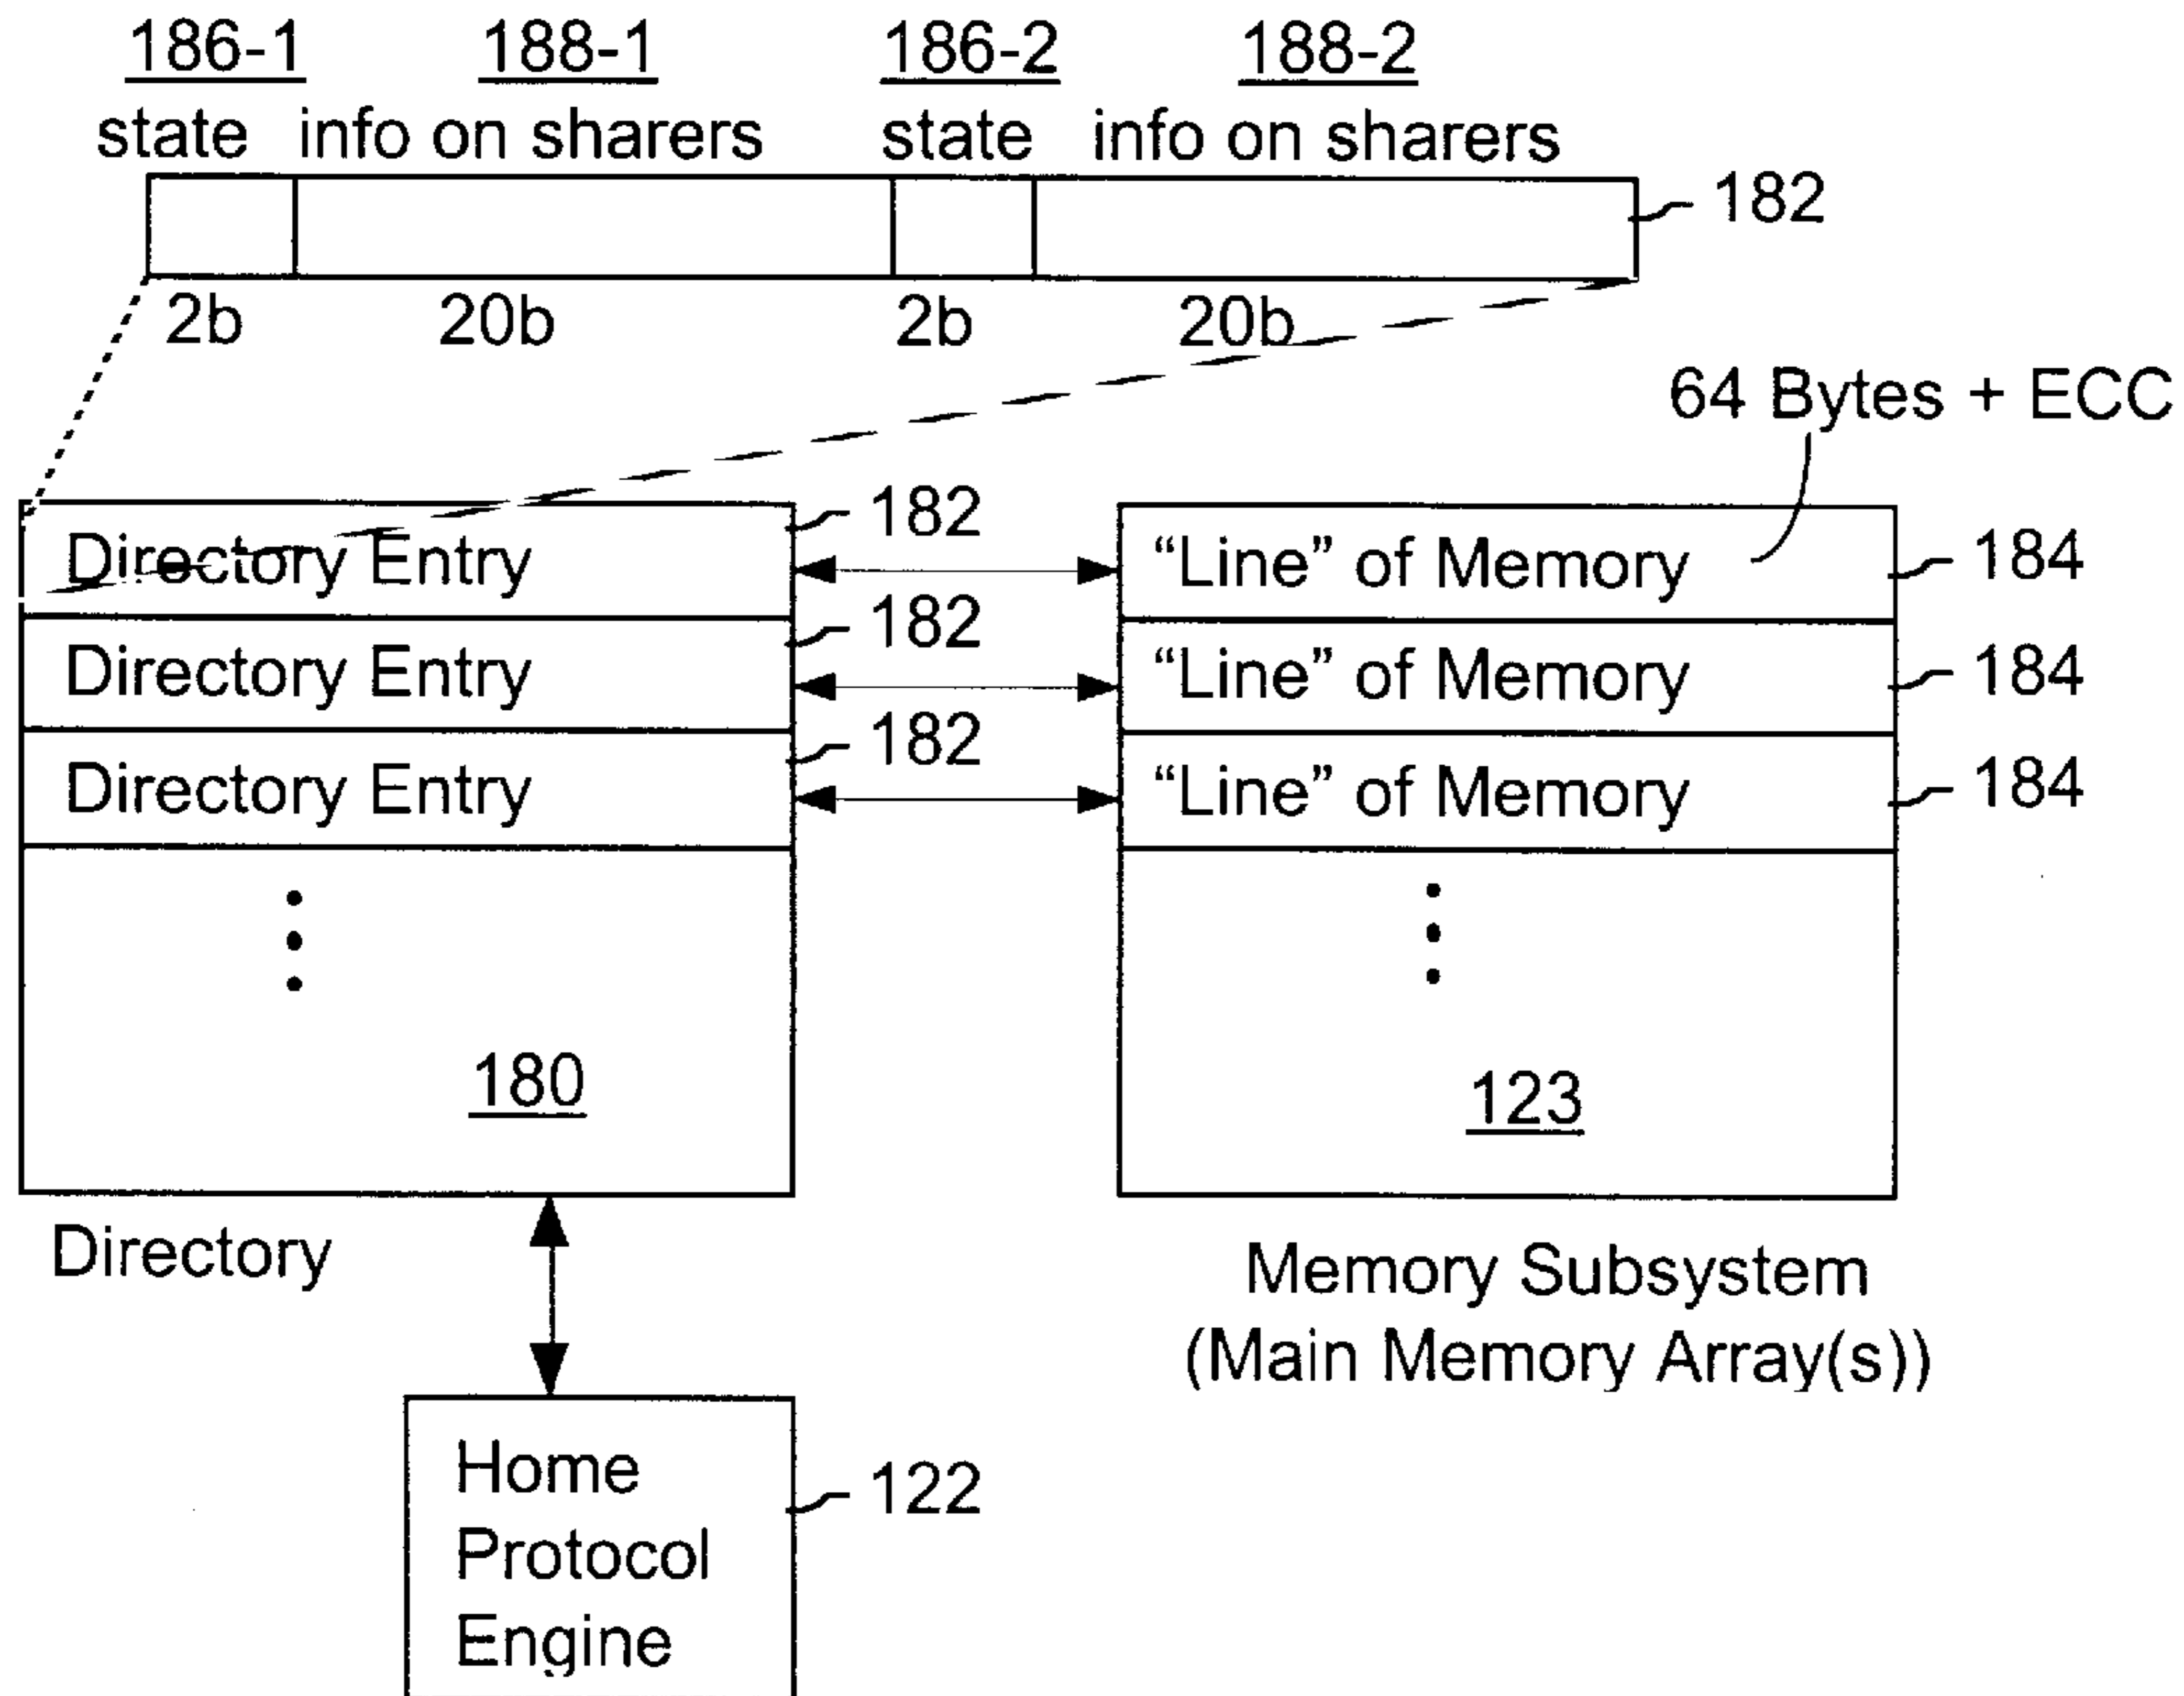 186-1 188-1 186-2 188-2
state info on sharers state info on sharers
182
2b 20b 2b 20b
64 Bytes + ECC
Directory Entry 182 “Line” of Memory 184
Directory Entry 182 “Line” of Memory 184
Directory Entry 182 “Line” of Memory 184
180
123
Directory
Memory Subsystem
(Main Memory Array(s))
Home
Protocol
Engine
122